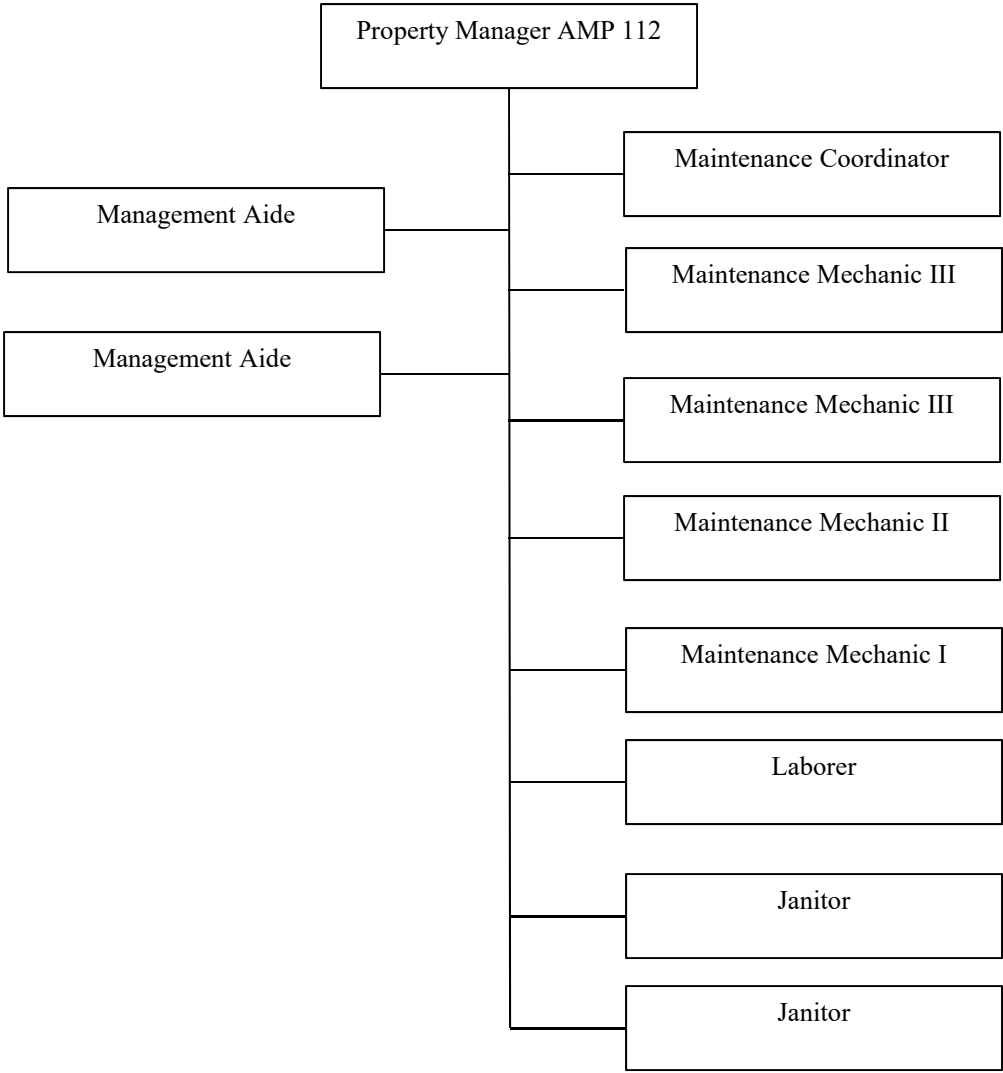 Property Manager AMP 112
Maintenance Coordinator
Management Aide
Maintenance Mechanic III
Management Aide
Maintenance Mechanic III
Maintenance Mechanic II
Maintenance Mechanic I
Laborer
Janitor
Janitor